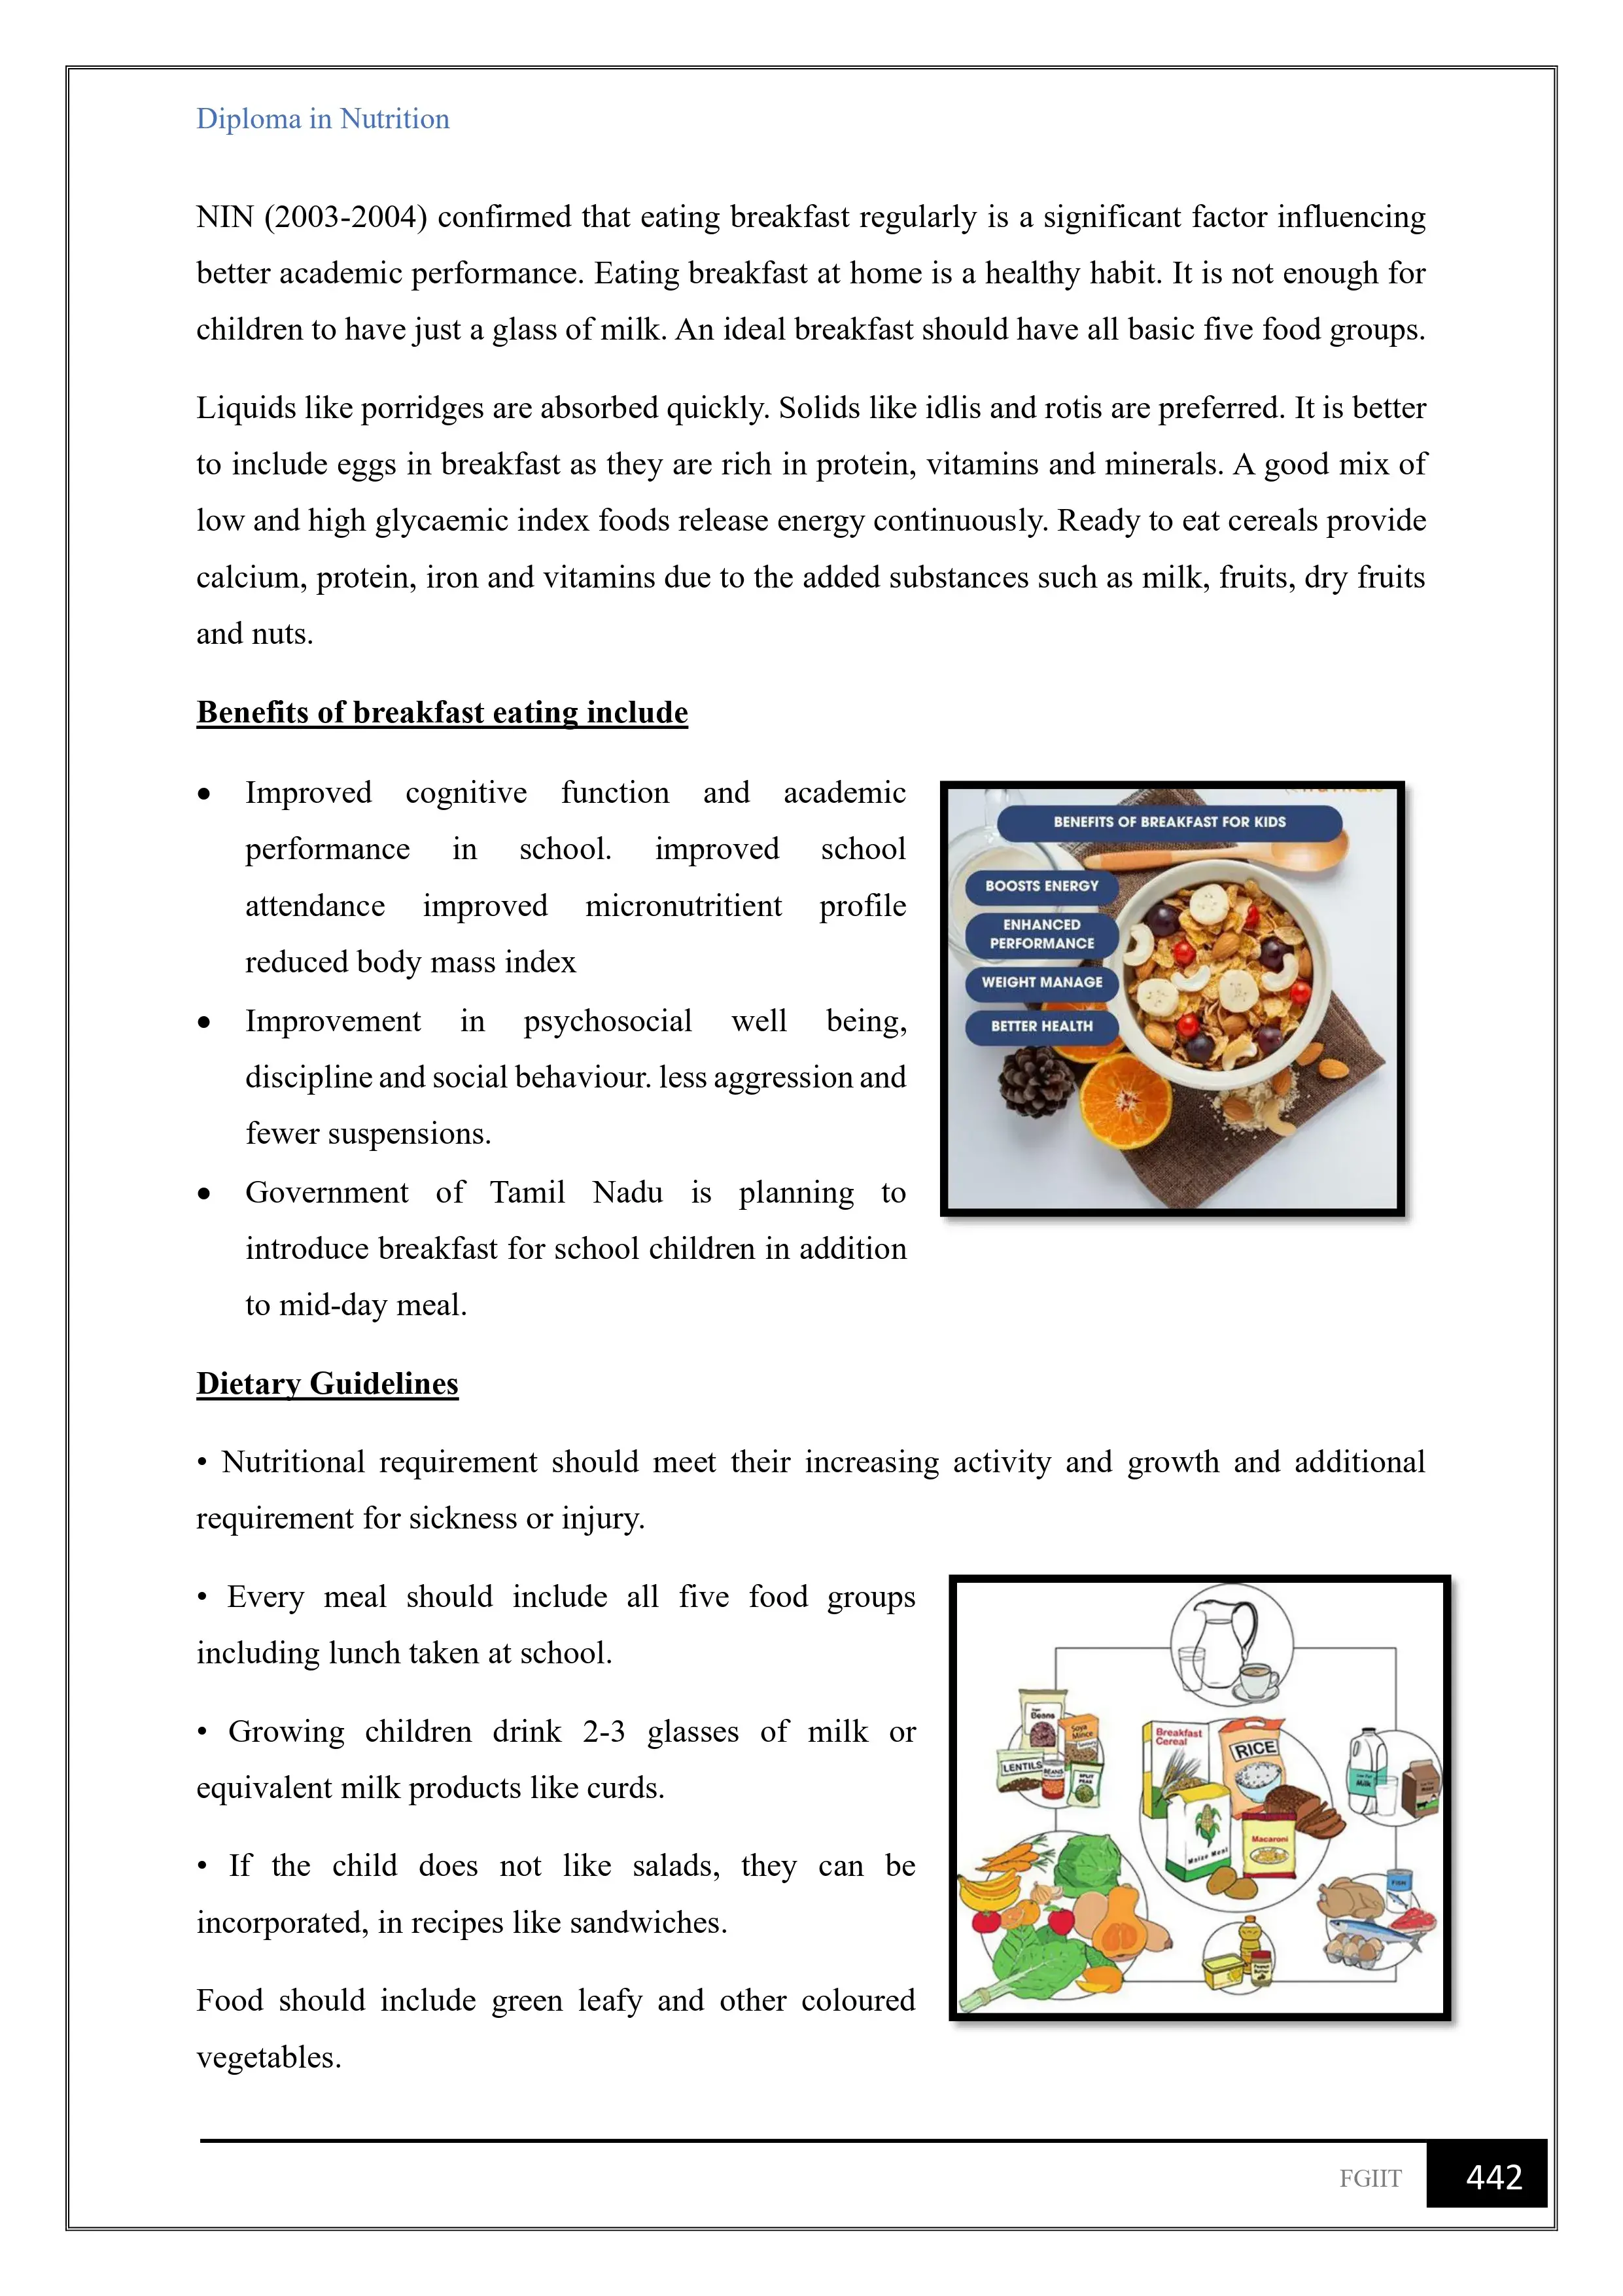 Diploma in Nutrition
NIN (2003-2004) confirmed that eating breakfast regularly is a significant factor influencing
better academic performance. Eating breakfast at home is a healthy habit. It is not enough for
children to have just a glass of milk. An ideal breakfast should have all basic five food groups.
Liquids like porridges are absorbed quickly. Solids like idlis and rotis are preferred. It is better
to include eggs in breakfast as they are rich in protein, vitamins and minerals. A good mix of
low and high glycaemic index foods release energy continuously. Ready to eat cereals provide
calcium, protein, iron and vitamins due to the added substances such as milk, fruits, dry fruits
and nuts.
Benefits of breakfast eating include
• Improved cognitive function and academic
performance in school. improved school
attendance improved micronutritient profile
reduced body mass index
• Improvement in psychosocial well being,
discipline and social behaviour. less aggression and
fewer suspensions.
• Government of Tamil Nadu is planning to
introduce breakfast for school children in addition
to mid-day meal.
BENEFITS OF BREAKFAST FOR KIDS
BOOSTS ENERGY
ENHANCED
PERFORMANCE
WEIGHT MANAGE
BETTER HEALTH
Dietary Guidelines
• Nutritional requirement should meet their increasing activity and growth and additional
requirement for sickness or injury.
• Every meal should include all five food groups
including lunch taken at school.
• Growing children drink 2-3 glasses of milk or
equivalent milk products like curds.
• If the child does not like salads, they can be
incorporated, in recipes like sandwiches.
Food should include green leafy and other coloured
vegetables.
Beans
Soya
Mince
LENTILS
BEANS
SPLIT
PEAS
Breakfast
Cereal
RICE
Maize Meal
Macaroni
Milk
FISH
Peanut
Butter
FGIIT
442